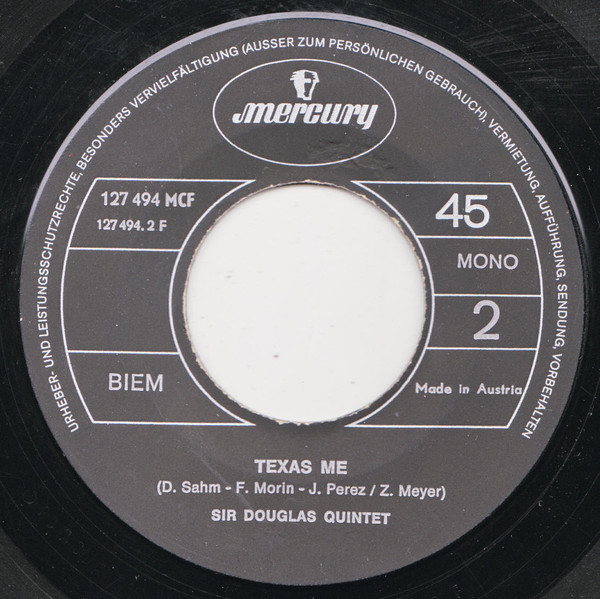 URHEBER- UND LEISTUNGSSCHUTZRECHTE, BESONDERS VERVIELFÄLTIGUNG (AUSSER ZUM PERSÖNLICHEN GEBRAUCH), VERMIETUNG, AUFFÜHRUNG, SENDUNG, VORBEHALTEN
mercury
127 494 MCF
127 494. 2 F
45
MONO
2
BIEM
Made in Austria
TEXAS ME
(D. Sahm - F. Morin - J. Perez / Z. Meyer)
SIR DOUGLAS QUINTET